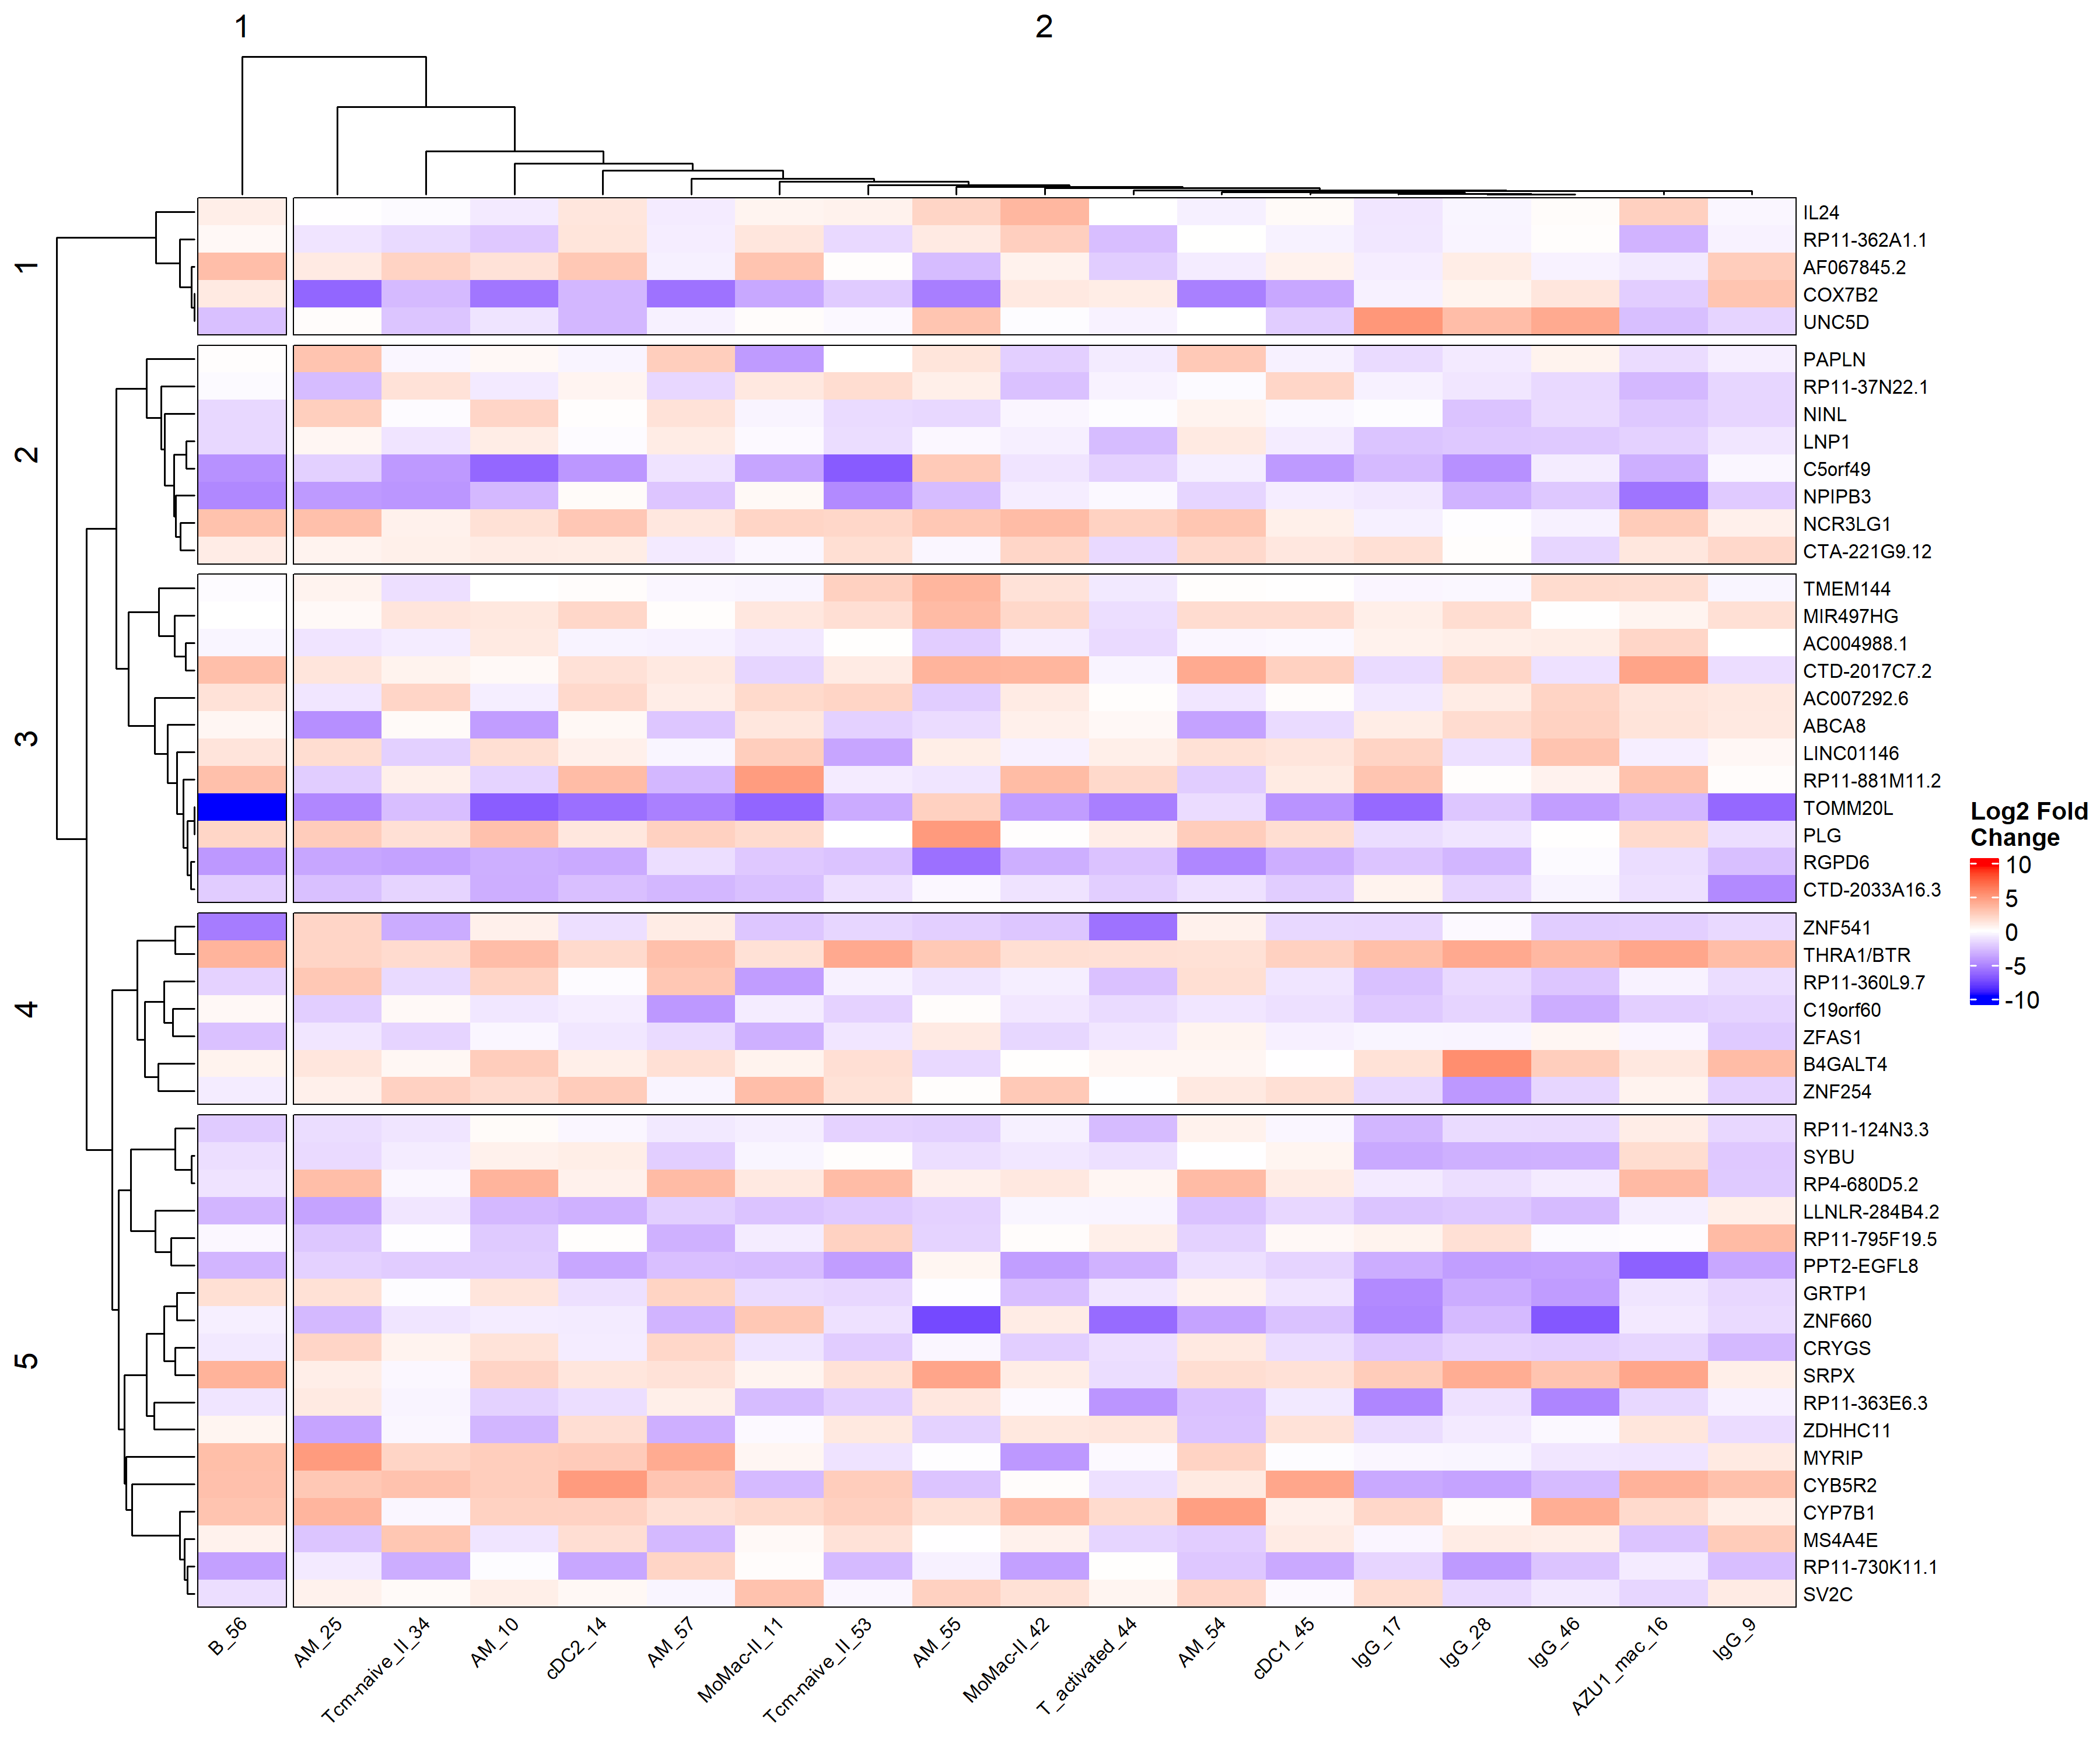 1
2
1
2
3
4
5
IL24
RP11-362A1.1
AF067845.2
COX7B2
UNC5D
PAPLN
RP11-37N22.1
NINL
LNP1
C5orf49
NPIPB3
NCR3LG1
CTA-221G9.12
TMEM144
MIR497HG
AC004988.1
CTD-2017C7.2
AC007292.6
ABCA8
LINC01146
RP11-881M11.2
TOMM20L
PLG
RGPD6
CTD-2033A16.3
ZNF541
THRA1/BTR
RP11-360L9.7
C19orf60
ZFAS1
B4GALT4
ZNF254
RP11-124N3.3
SYBU
RP4-680D5.2
LLNLR-284B4.2
RP11-795F19.5
PPT2-EGFL8
GRTP1
ZNF660
CRYGS
SRPX
RP11-363E6.3
ZDHHC11
MYRIP
CYB5R2
CYP7B1
MS4A4E
RP11-730K11.1
SV2C
B_56
AM_25
Tcm-naive_II_34
AM_10
cDC2_14
AM_57
MoMac-II_11
Tcm-naive_II_53
AM_55
MoMac-II_42
T_activated_44
AM_54
cDC1_45
IgG_17
IgG_28
IgG_46
AZU1_mac_16
IgG_9
Log2 Fold
Change
10
5
0
-5
-10